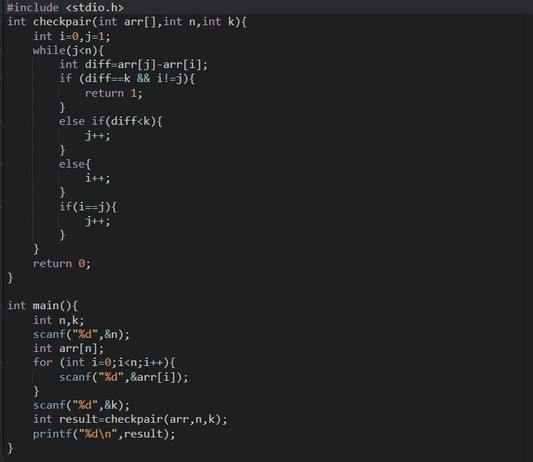 #include <stdio.h>
int checkpair(int arr[],int n,int k){
    int i=0,j=1;
    while(j<n){
        int diff=arr[j]-arr[i];
        if (diff==k && i!=j){
            return 1;
        }
        else if(diff<k){
            j++;
        }
        else{
            i++;
        }
        if(i==j){
            j++;
        }
    }
    return 0;
}

int main(){
    int n,k;
    scanf("%d",&n);
    int arr[n];
    for (int i=0;i<n;i++){
        scanf("%d",&arr[i]);
    }
    scanf("%d",&k);
    int result=checkpair(arr,n,k);
    printf("%d\n",result);
}